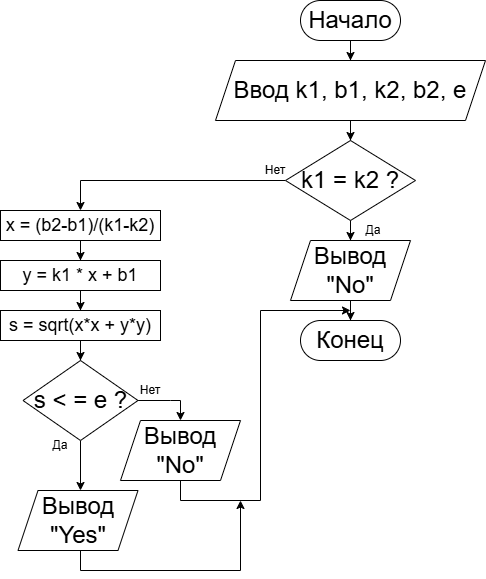 Начало
Ввод k1, b1, k2, b2, e
k1 = k2 ?
Нет
Да
Вывод
"No"
Конец
x = (b2-b1)/(k1-k2)
y = k1 * x + b1
s = sqrt(x*x + y*y)
s < = e ?
Нет
Да
Вывод
"No"
Вывод
"Yes"